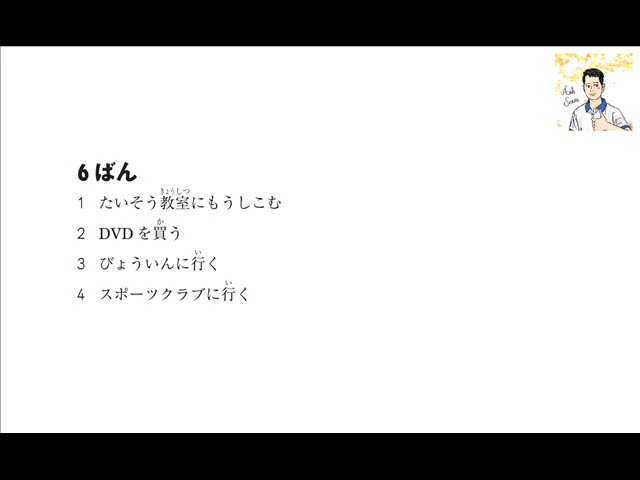 Anh Sensei
6ばん
1 たいそう教室にもうしこむ
2 DVDを買う
3 びょういんに行く
4 スポーツクラブに行く